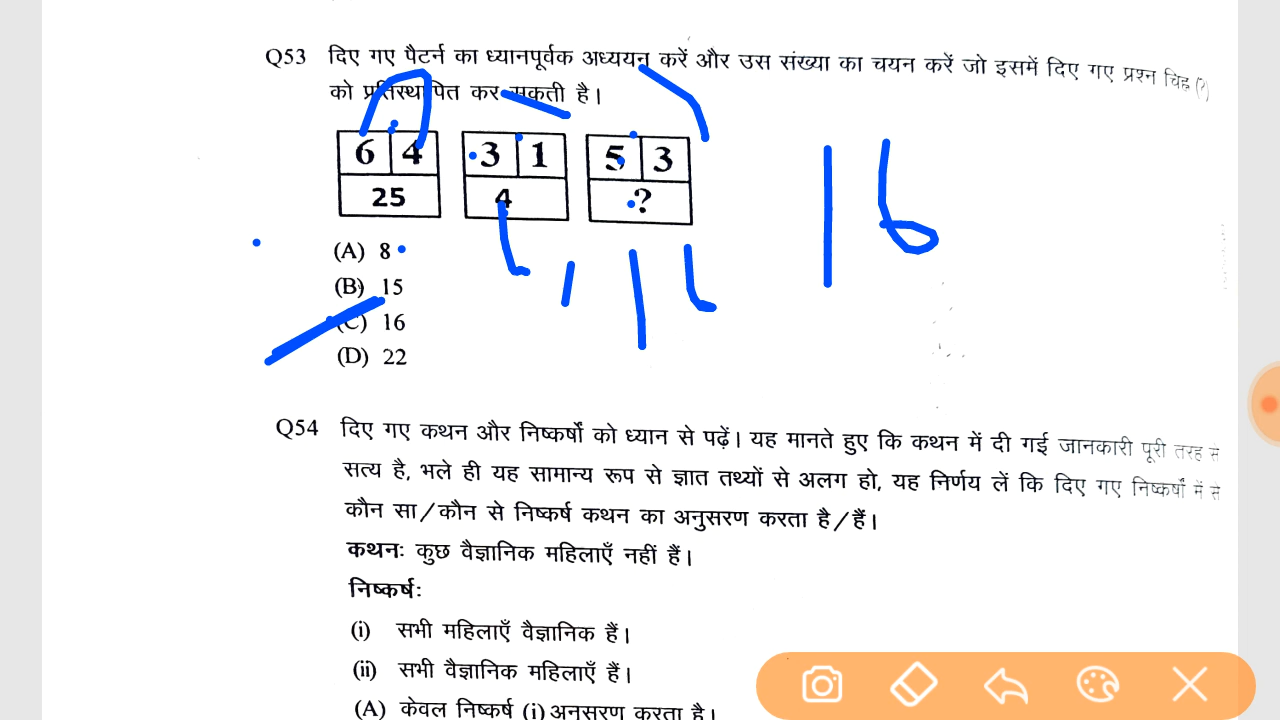 Q53 दिए गए पैटर्न का ध्यानपूर्वक अध्ययन करें और उस संख्या का चयन करें जो इसमें दिए गए प्रश्न चिह्न (?)
को प्रतिस्थापित कर सकती है।
6 4 3 1 5 3
25 4 ?
16
(A) 8
(B) 15
(C) 16
(D) 22
Q54 दिए गए कथन और निष्कर्षों को ध्यान से पढ़ें। यह मानते हुए कि कथन में दी गई जानकारी पूरी तरह से
सत्य है, भले ही यह सामान्य रूप से ज्ञात तथ्यों से अलग हो, यह निर्णय लें कि दिए गए निष्कर्षों में से
कौन सा/कौन से निष्कर्ष कथन का अनुसरण करता है/हैं।
कथनः कुछ वैज्ञानिक महिलाएँ नहीं हैं।
निष्कर्ष:
(i) सभी महिलाएँ वैज्ञानिक हैं।
(ii) सभी वैज्ञानिक महिलाएँ हैं।
(A) केवल निष्कर्ष (i) अनुसरण करता है।